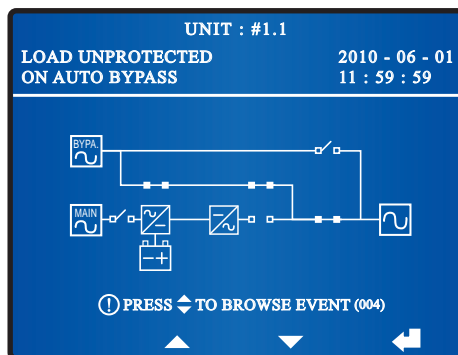 UNIT : #1.1
LOAD UNPROTECTED
2010 - 06 - 01
ON AUTO BYPASS
11 : 59 : 59
BYPA.
MAIN
PRESS TO BROWSE EVENT (004)